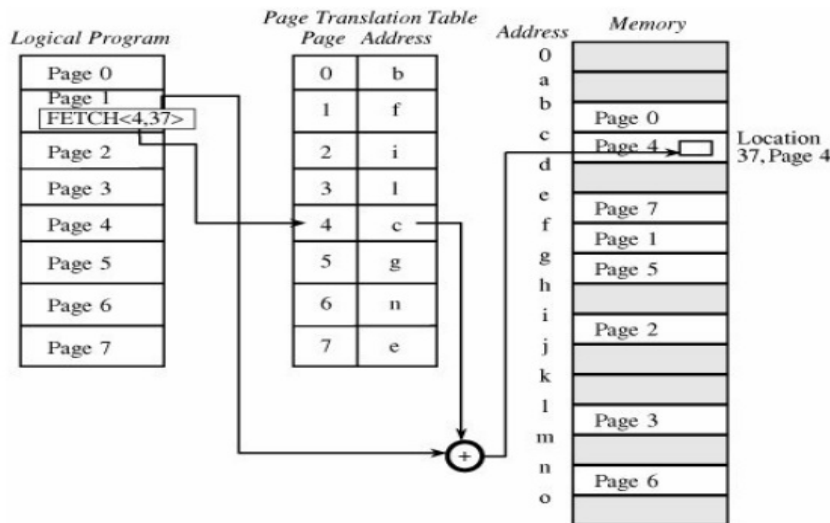 Page Translation Table
Logical Program
Page Address
Address
Memory
Page 0
Page 1
FETCH<4,37>
Page 2
Page 3
Page 4
Page 5
Page 6
Page 7
0 b
1 f
2 i
3 l
4 c
5 g
6 n
7 e
+
0
a
b
c
d
e
f
g
h
i
j
k
l
m
n
o
Page 0
Page 4
Page 7
Page 1
Page 5
Page 2
Page 3
Page 6
Location
37, Page 4